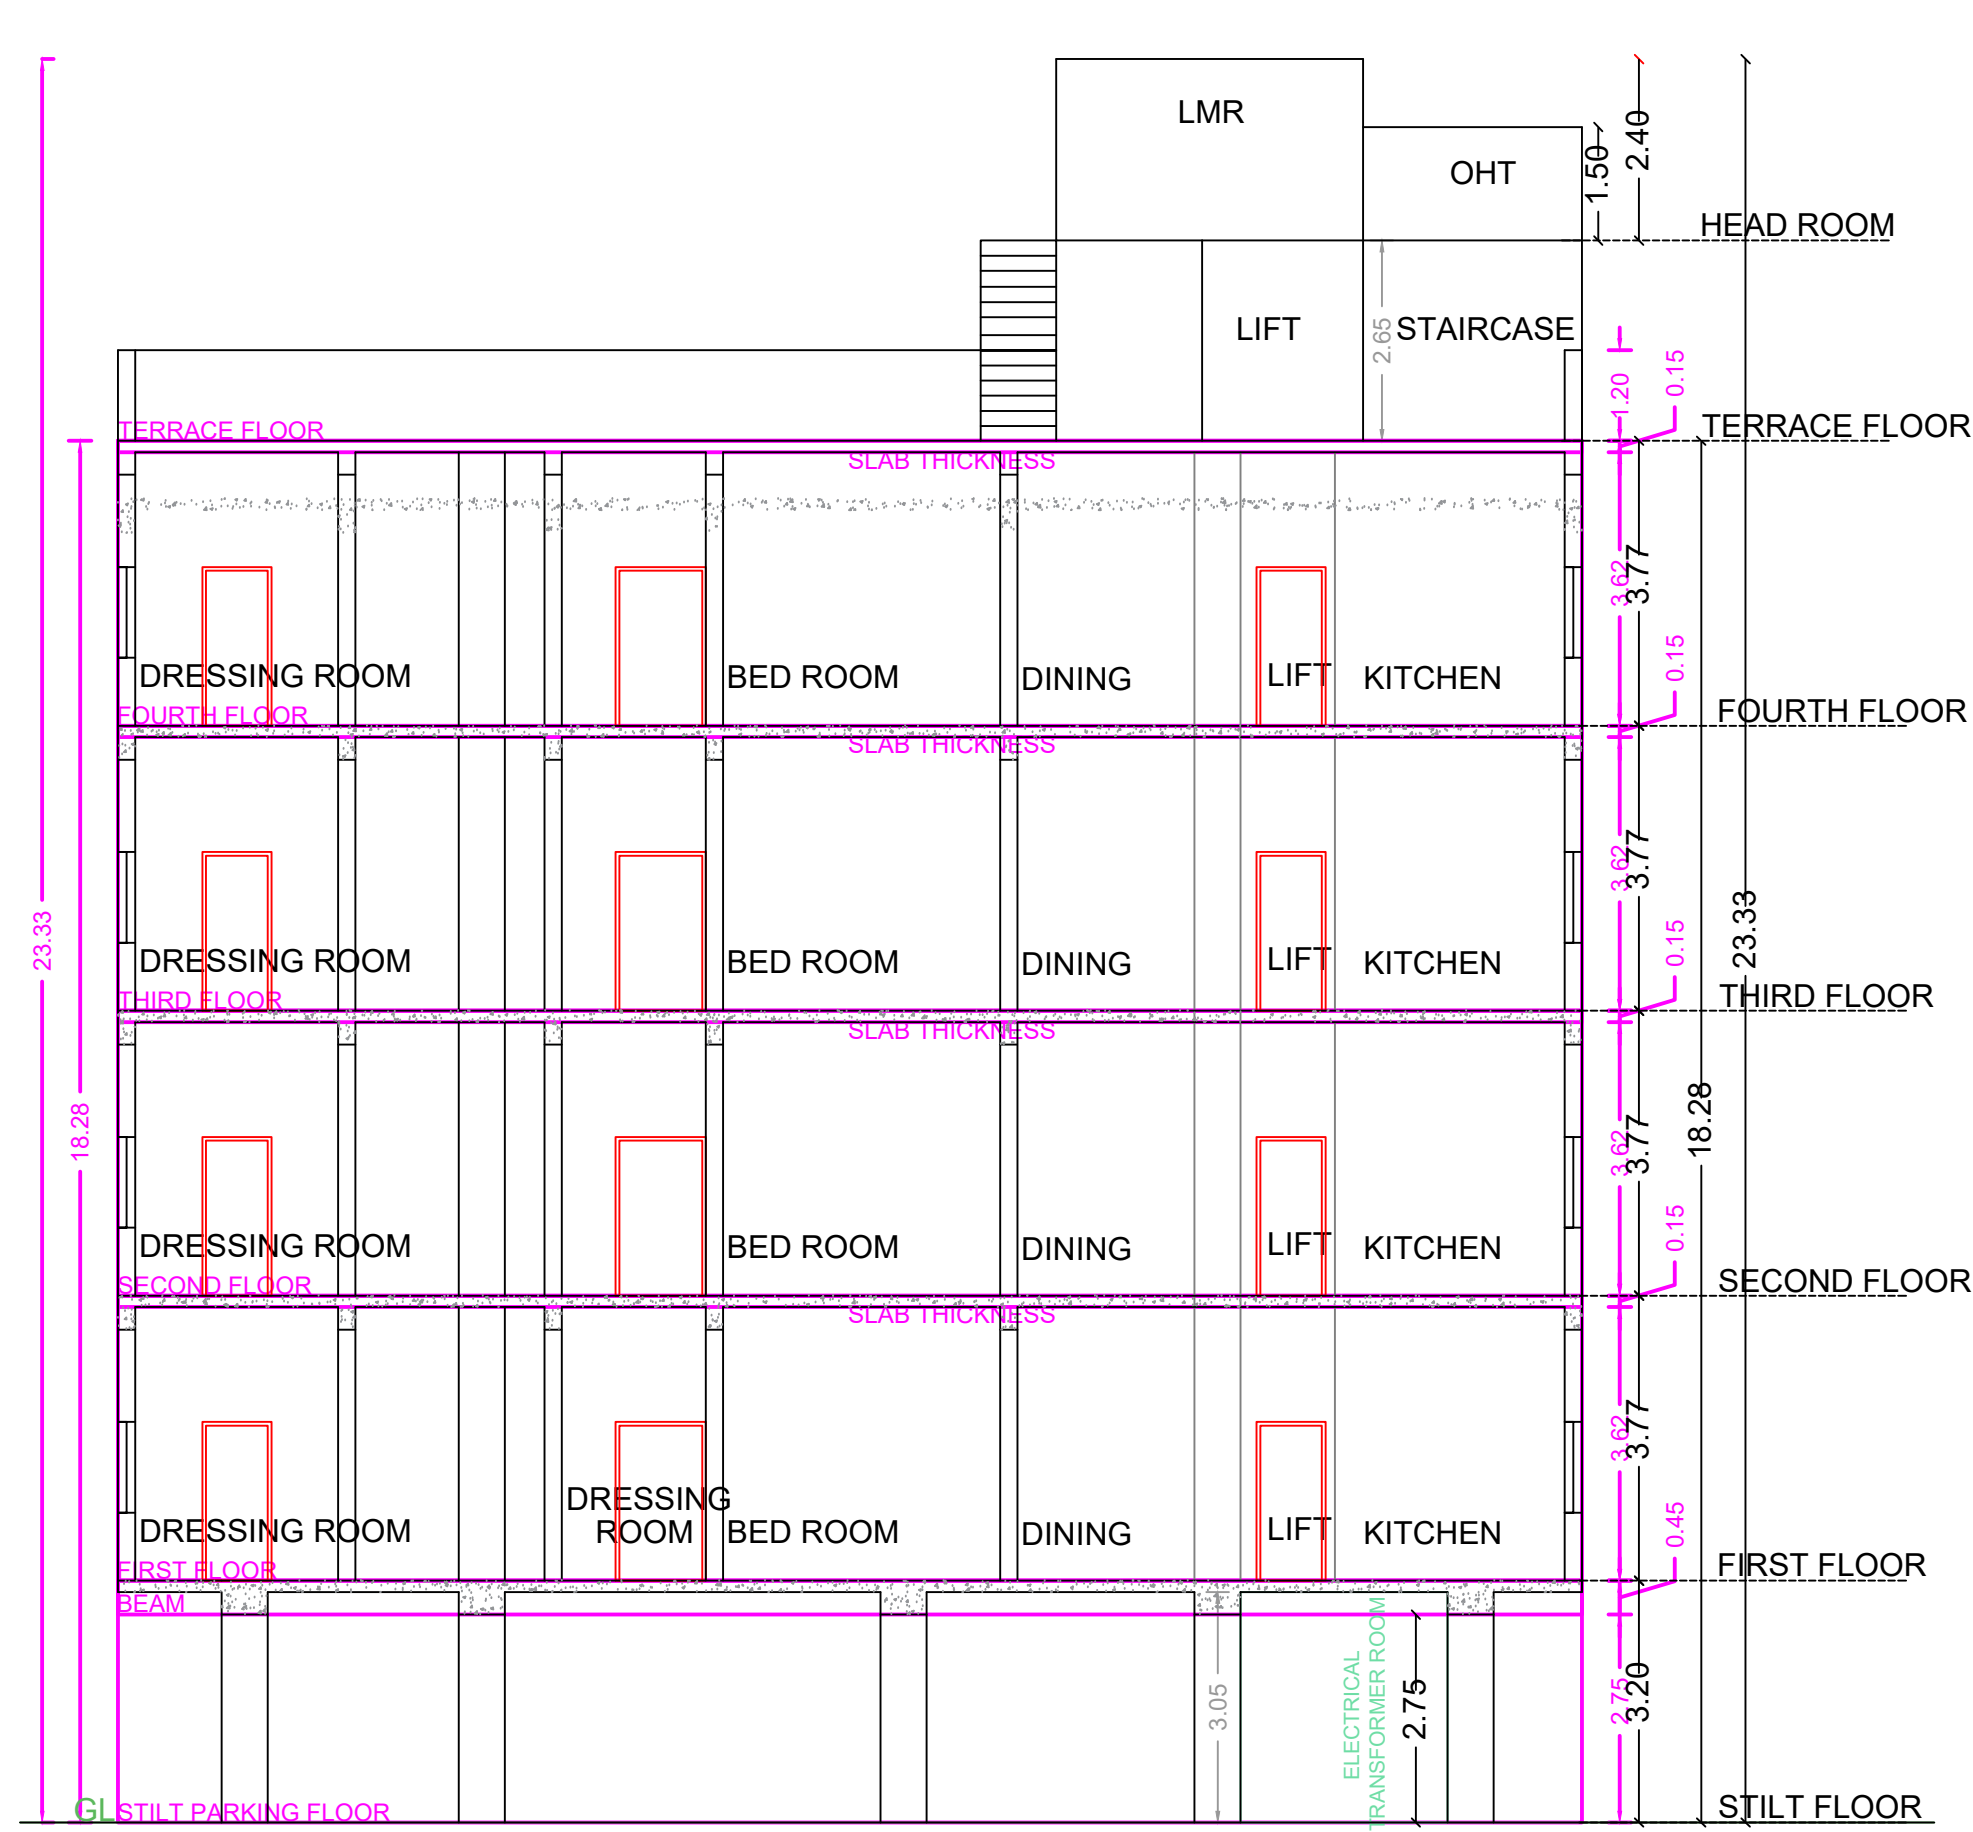 LMR
2.40
OHT
1.50
HEAD ROOM
LIFT
2.65
STAIRCASE
1.20
0.15
TERRACE FLOOR
TERRACE FLOOR
SLAB THICKNESS
3.62
3.77
DRESSING ROOM
BED ROOM
DINING
LIFT
KITCHEN
0.15
FOURTH FLOOR
FOURTH FLOOR
SLAB THICKNESS
3.62
3.77
23.33
23.33
DRESSING ROOM
BED ROOM
DINING
LIFT
KITCHEN
0.15
THIRD FLOOR
THIRD FLOOR
SLAB THICKNESS
18.28
3.62
3.77
18.28
DRESSING ROOM
BED ROOM
DINING
LIFT
KITCHEN
0.15
SECOND FLOOR
SECOND FLOOR
SLAB THICKNESS
3.62
3.77
DRESSING ROOM
DRESSING
ROOM
BED ROOM
DINING
LIFT
KITCHEN
0.45
FIRST FLOOR
FIRST FLOOR
BEAM
3.05
ELECTRICAL
TRANSFORMER ROOM
2.75
2.75
3.20
GL
STILT PARKING FLOOR
STILT FLOOR